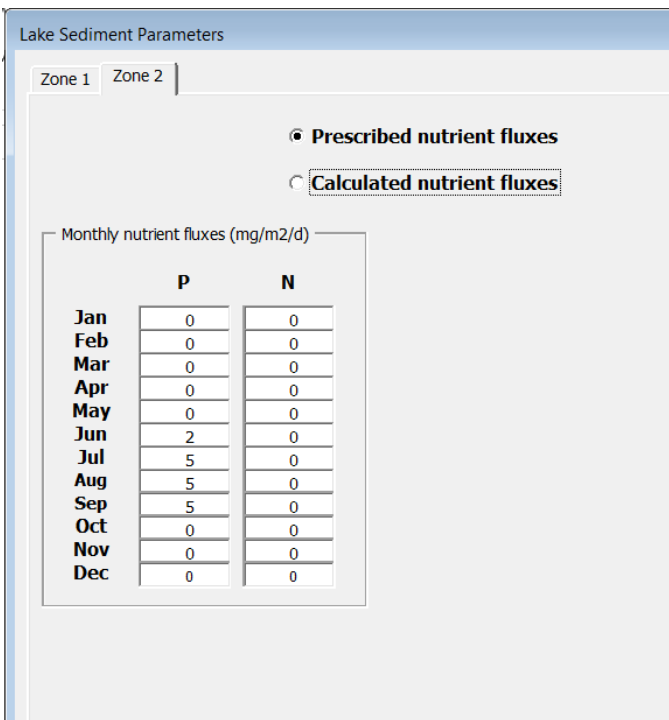 Lake Sediment Parameters
Zone 1 Zone 2
Prescribed nutrient fluxes
Calculated nutrient fluxes
Monthly nutrient fluxes (mg/m2/d)
P N
Jan 0 0
Feb 0 0
Mar 0 0
Apr 0 0
May 0 0
Jun 2 0
Jul 5 0
Aug 5 0
Sep 5 0
Oct 0 0
Nov 0 0
Dec 0 0